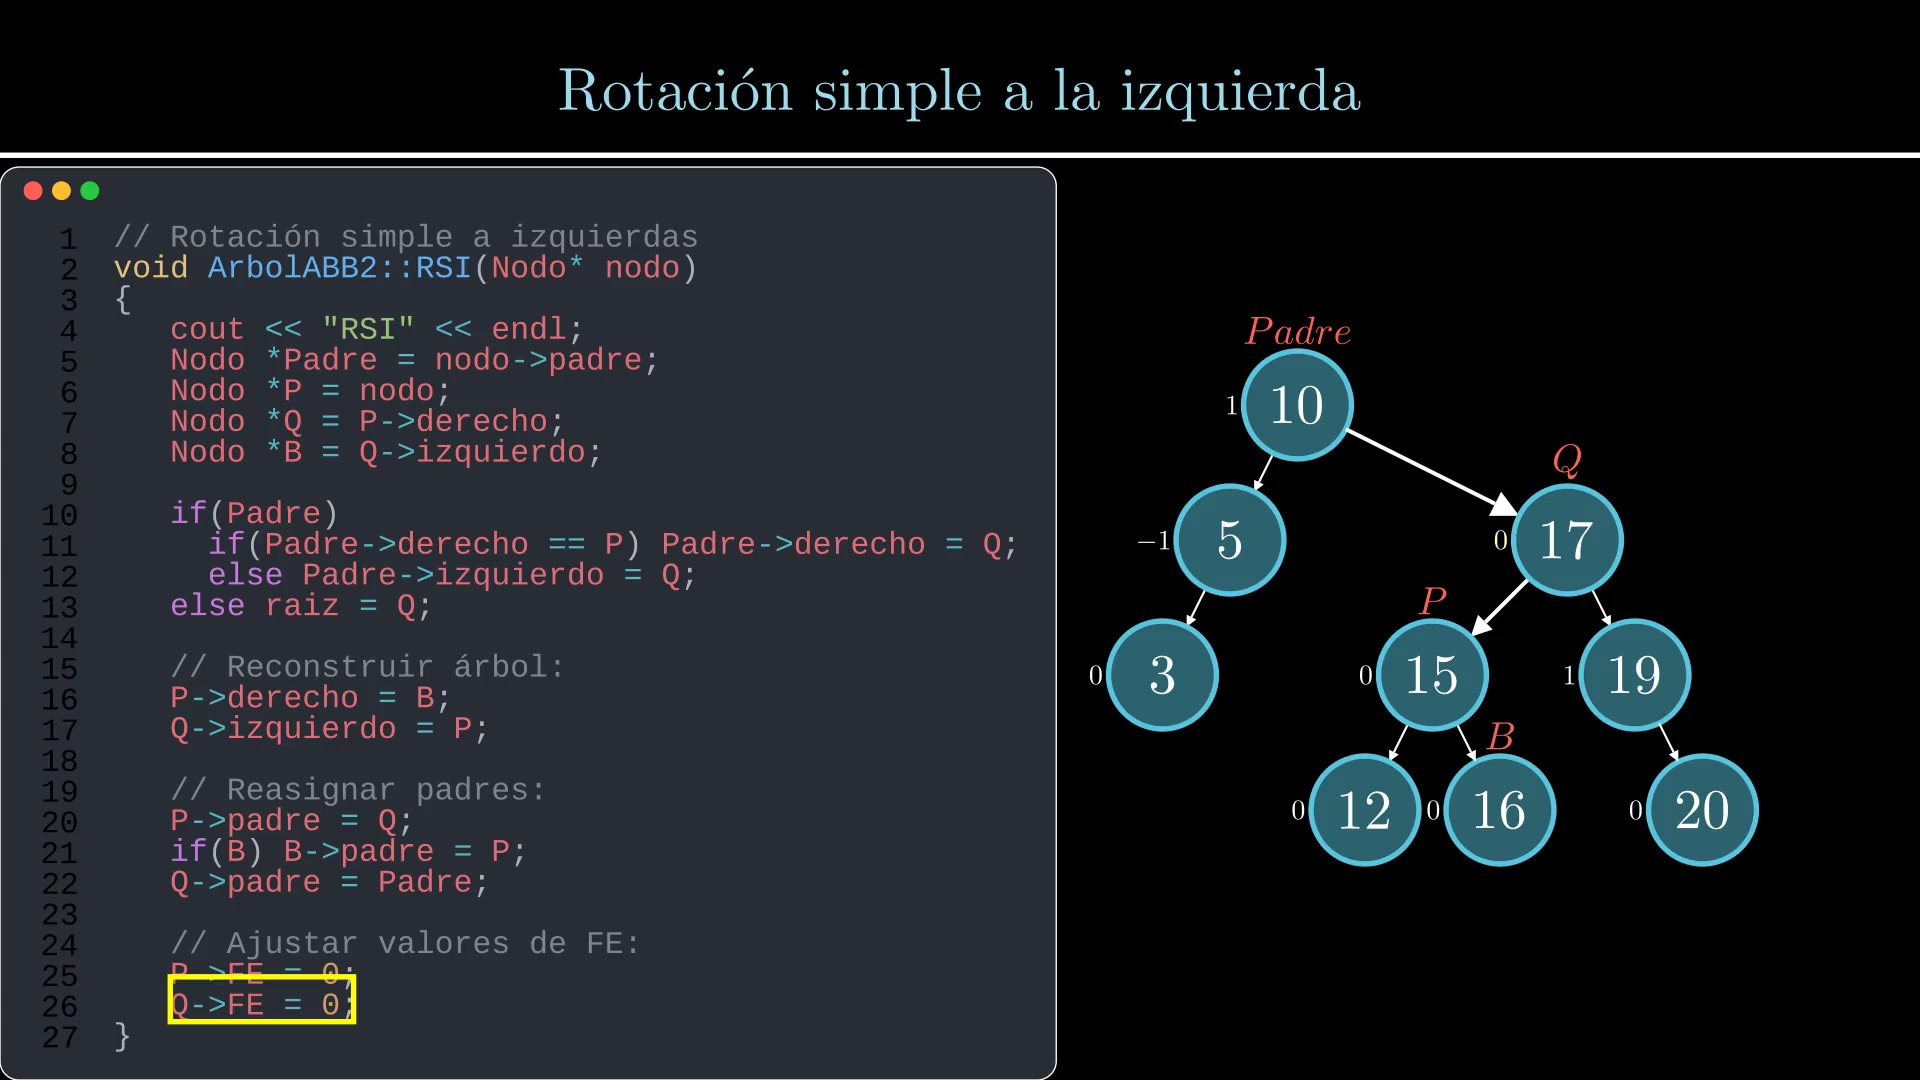 Rotación simple a la izquierda
1 // Rotación simple a izquierdas
2 void ArbolABB2::RSI(Nodo* nodo)
3 {
4 cout << "RSI" << endl;
5 Nodo *Padre = nodo->padre;
6 Nodo *P = nodo;
7 Nodo *Q = P->derecho;
8 Nodo *B = Q->izquierdo;
9
10 if(Padre)
11 if(Padre->derecho == P) Padre->derecho = Q;
12 else Padre->izquierdo = Q;
13 else raiz = Q;
14
15 // Reconstruir árbol:
16 P->derecho = B;
17 Q->izquierdo = P;
18
19 // Reasignar padres:
20 P->padre = Q;
21 if(B) B->padre = P;
22 Q->padre = Padre;
23
24 // Ajustar valores de FE:
25 P->FE = 0;
26 Q->FE = 0;
27 }
Padre
1 10
Q
−1 5 0 17
P
0 3 0 15 1 19
B
0 12 0 16 0 20